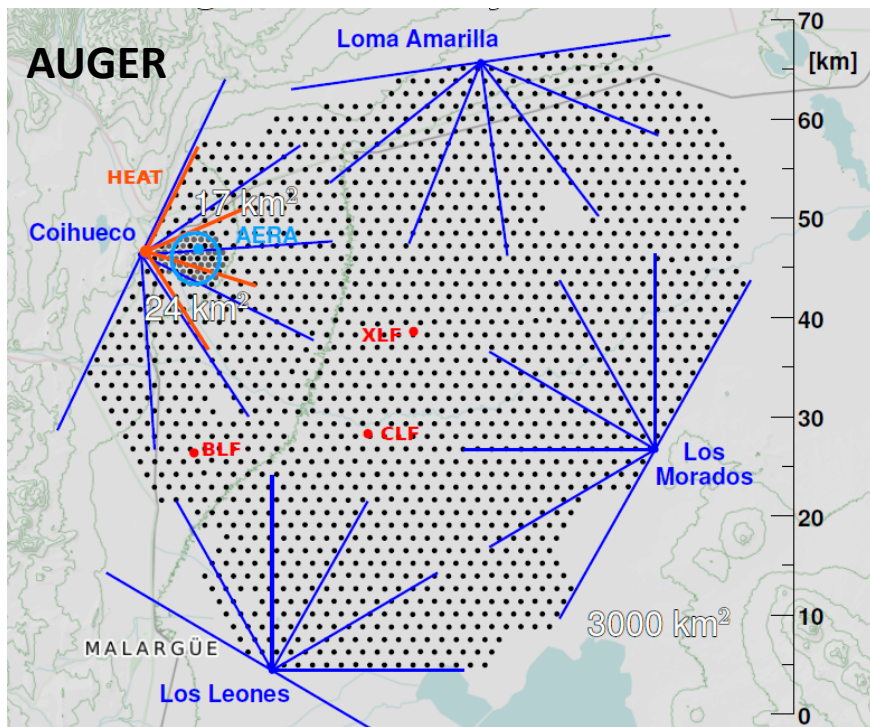 AUGER
Loma Amarilla
70
[km]
60
HEAT
17 km²
50
Coihueco
AERA
24 km²
40
XLF
30
CLF
BLF
Los
Morados
20
3000 km²
10
MALARGÜE
Los Leones
0